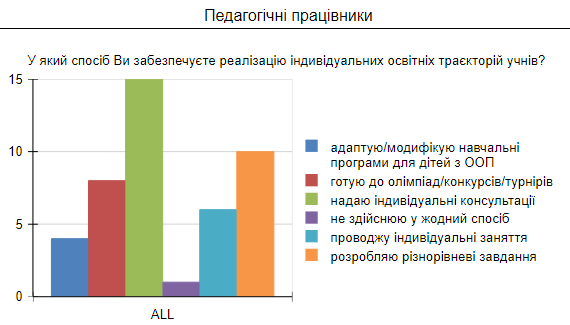 Педагогічні працівники
У який спосіб Ви забезпечуєте реалізацію індивідуальних освітніх траєкторій учнів?
15
10
5
0
ALL
адаптую/модифікую навчальні
програми для дітей з ООП
готую до олімпіад/конкурсів/турнірів
надаю індивідуальні консультації
не здійснюю у жодний спосіб
проводжу індивідуальні заняття
розробляю різнорівневі завдання